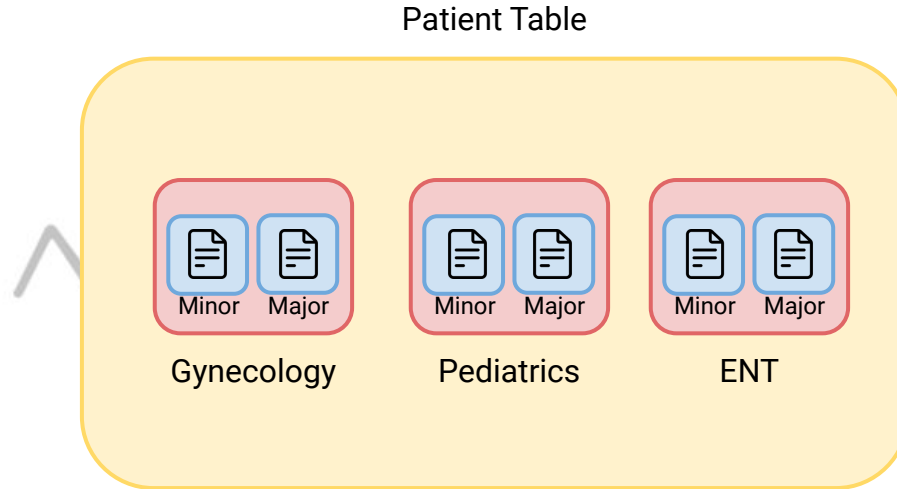 Patient Table
Minor Major Minor Major Minor Major
Gynecology Pediatrics ENT